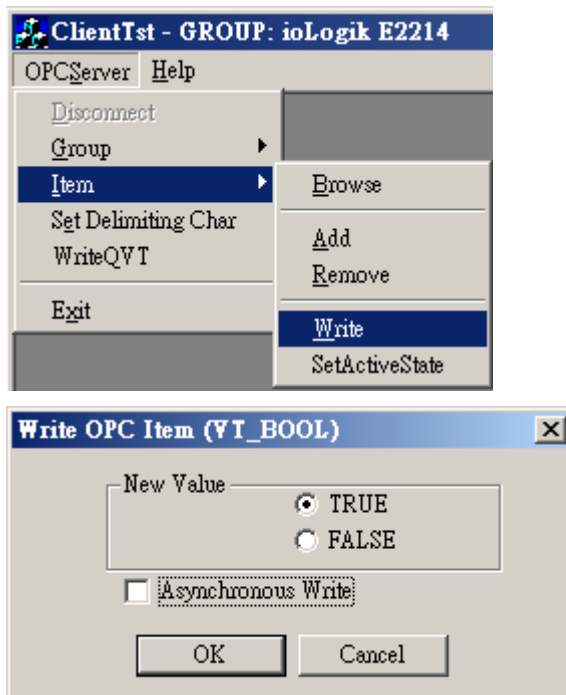 ClientTst - GROUP: ioLogik E2214
OPCServer Help
Disconnect
Group
Item
Set Delimiting Char
WriteQVT
Exit
Browse
Add
Remove
Write
SetActiveState
Write OPC Item (VT_BOOL)
New Value
TRUE
FALSE
Asynchronous Write
OK Cancel